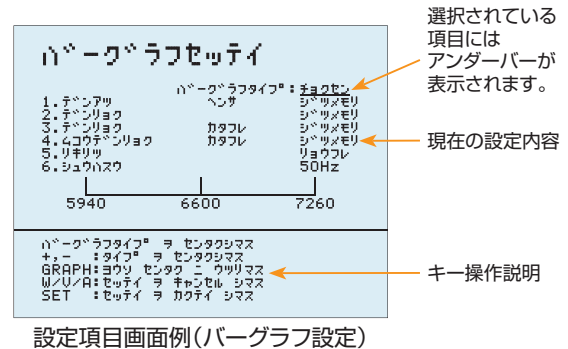 バーグラフセッテイ
選択されている
項目には
アンダーバーが
表示されます。
バーグラフタイプ：チョクセン
1.デンアツ ヘンサ ジツメモリ
2.デンリョク ジツメモリ
3.デンリョク カタフレ ジツメモリ
4.ムコウデンリョク カタフレ ジツメモリ
5.リキリツ リョウフレ
6.シュウハスウ 50Hz
現在の設定内容
5940 6600 7260
バーグラフタイプ ヲ センタクシマス
+,- :タイプ ヲ センタクシマス
GRAPH:ヨウソ センタク ニ ウツリマス
W/V/A:セッテイ ヲ キャンセル シマス
SET :セッテイ ヲ カクテイ シマス
キー操作説明
設定項目画面例（バーグラフ設定）